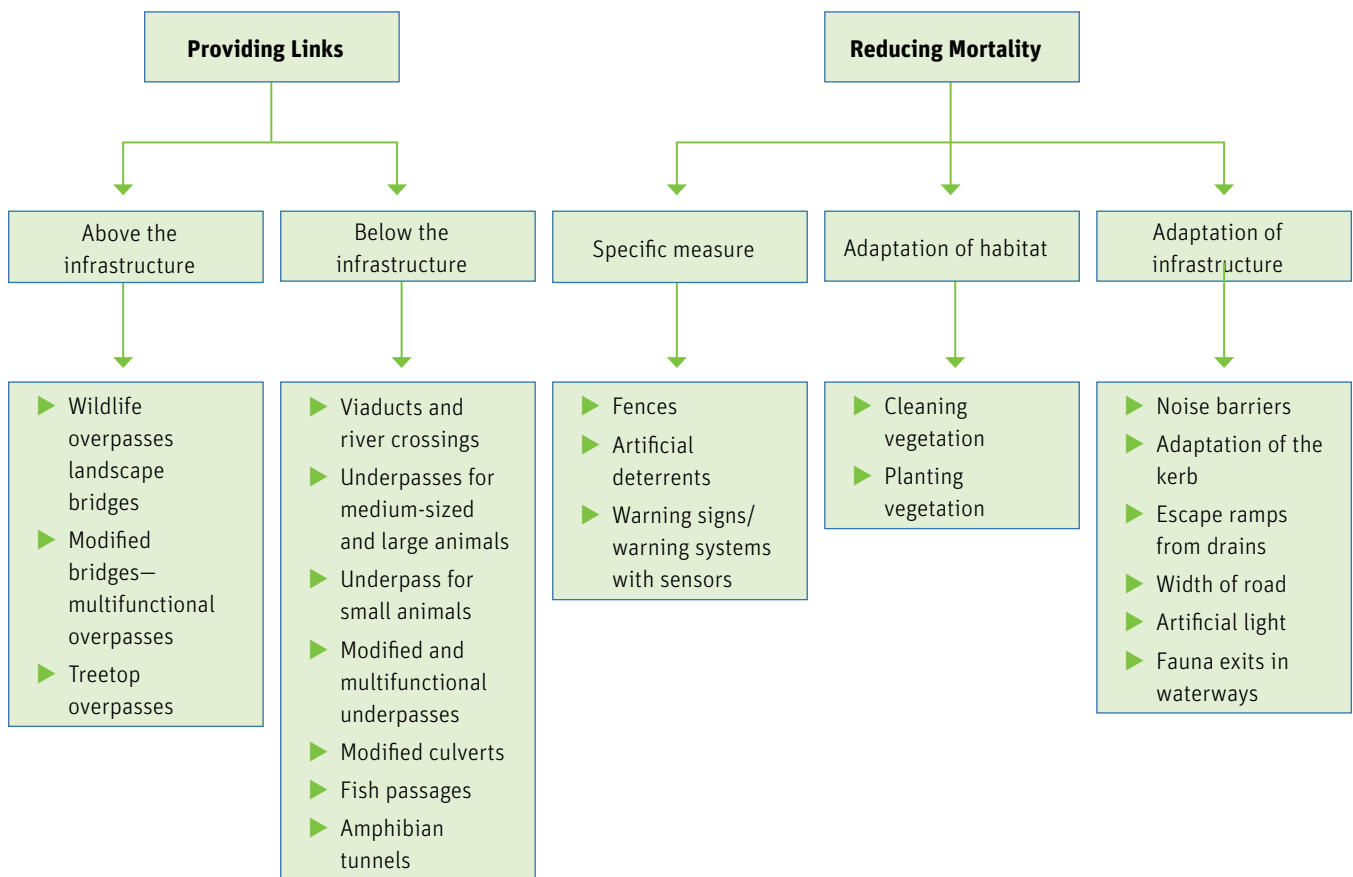 Providing Links
Reducing Mortality
Above the
infrastructure
Below the
infrastructure
Specific measure
Adaptation of habitat
Adaptation of
infrastructure
Wildlife
overpasses
landscape
bridges
Modified
bridges—
multifunctional
overpasses
Treetop
overpasses
Viaducts and
river crossings
Underpasses for
medium-sized
and large animals
Underpass for
small animals
Modified and
multifunctional
underpasses
Modified culverts
Fish passages
Amphibian
tunnels
Fences
Artificial
deterrents
Warning signs/
warning systems
with sensors
Cleaning
vegetation
Planting
vegetation
Noise barriers
Adaptation of the
kerb
Escape ramps
from drains
Width of road
Artificial light
Fauna exits in
waterways